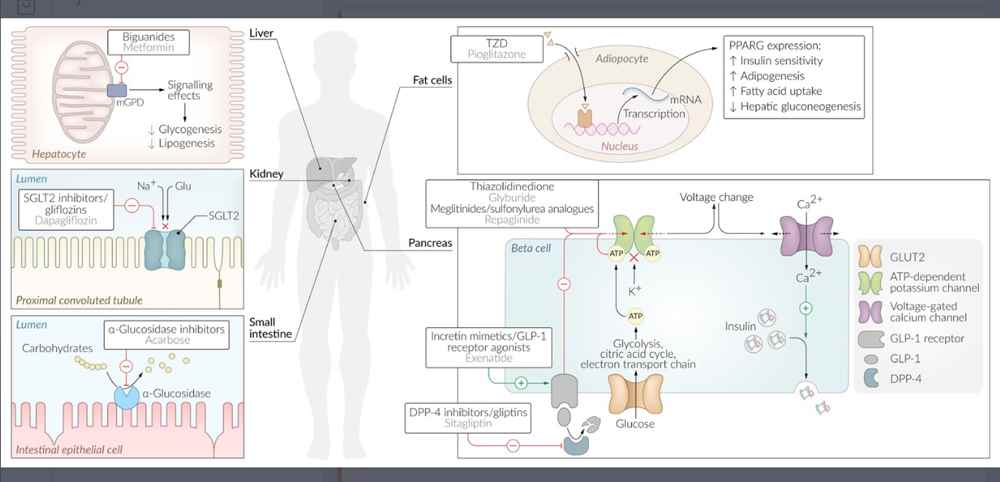 Biguanides
Metformin
mGPD
Signalling
effects
↓ Glycogenesis
↓ Lipogenesis
Hepatocyte
Liver
Lumen
SGLT2 inhibitors/
gliflozins
Dapagliflozin
Na⁺
Glu
SGLT2
Proximal convoluted tubule
Kidney
Lumen
α-Glucosidase inhibitors
Acarbose
Carbohydrates
α-Glucosidase
Intestinal epithelial cell
Small
intestine
Fat cells
Pancreas
TZD
Pioglitazone
Adipocyte
mRNA
Transcription
Nucleus
PPARG expression:
↑ Insulin sensitivity
↑ Adipogenesis
↑ Fatty acid uptake
↓ Hepatic gluconeogenesis
Thiazolidinedione
Glyburide
Meglitinides/sulfonylurea analogues
Repaglinide
Voltage change
Ca²⁺
Beta cell
ATP
ATP
K⁺
Ca²⁺
ATP
Insulin
Glycolysis,
citric acid cycle,
electron transport chain
Incretin mimetics/GLP-1
receptor agonists
Exenatide
DPP-4 inhibitors/gliptins
Sitagliptin
Glucose
GLUT2
ATP-dependent
potassium channel
Voltage-gated
calcium channel
GLP-1 receptor
GLP-1
DPP-4